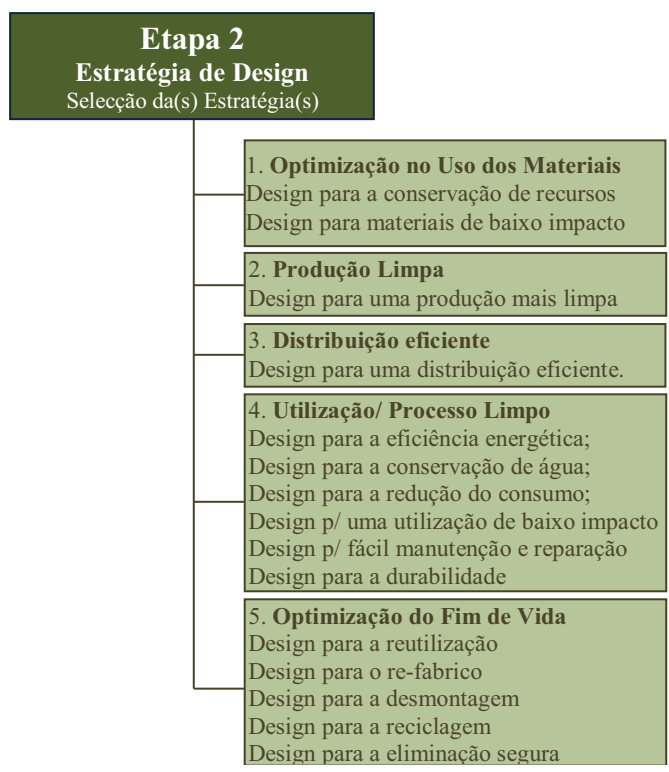 Etapa 2
Estratégia de Design
Selecção da(s) Estratégia(s)
1. Optimização no Uso dos Materiais
Design para a conservação de recursos
Design para materiais de baixo impacto
2. Produção Limpa
Design para uma produção mais limpa
3. Distribuição eficiente
Design para uma distribuição eficiente.
4. Utilização/ Processo Limpo
Design para a eficiência energética;
Design para a conservação de água;
Design para a redução do consumo;
Design p/ uma utilização de baixo impacto
Design p/ fácil manutenção e reparação
Design para a durabilidade
5. Optimização do Fim de Vida
Design para a reutilização
Design para o re-fabrico
Design para a desmontagem
Design para a reciclagem
Design para a eliminação segura